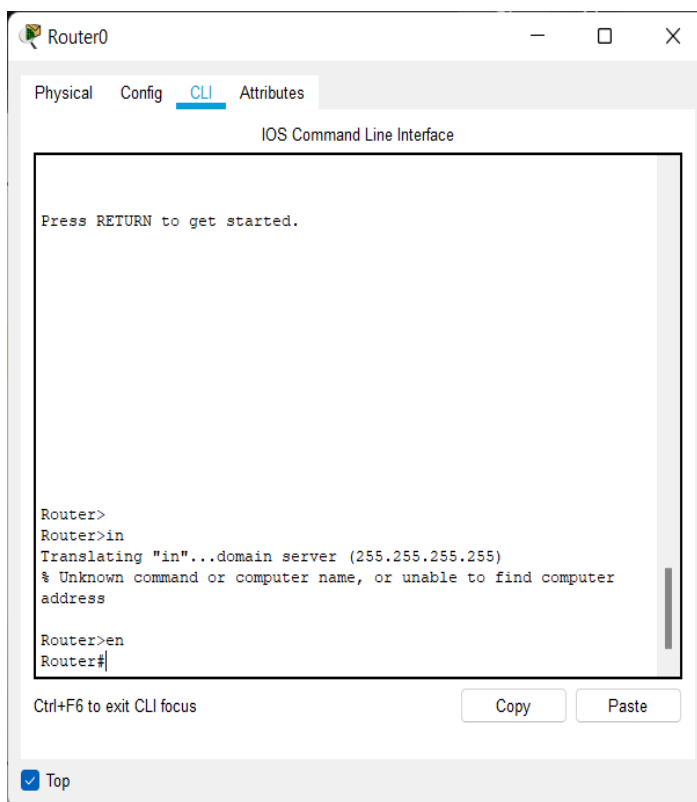 Router0
Physical Config CLI Attributes
IOS Command Line Interface
Press RETURN to get started.
Router>
Router>in
Translating "in"...domain server (255.255.255.255)
% Unknown command or computer name, or unable to find computer
address
Router>en
Router#
Ctrl+F6 to exit CLI focus
Copy Paste
Top